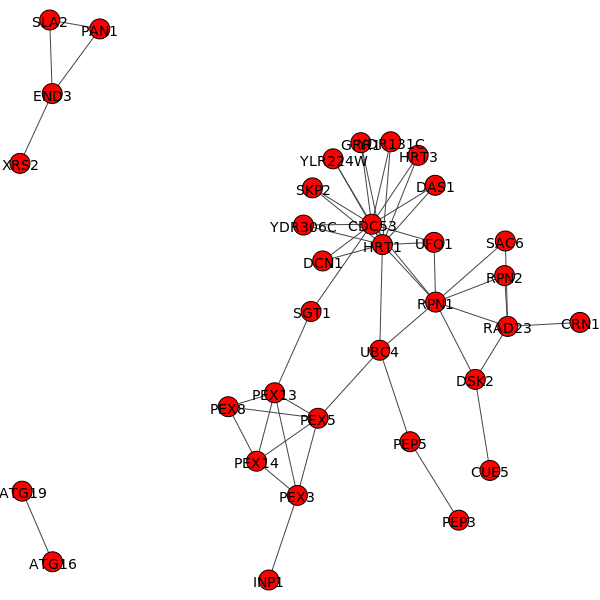 SLA2
PAN1
END3
XRS2
GRR1
YDR131C
YLR224W
HRT3
SKP2
DAS1
YDR306C
CDC53
HRT1
UFO1
SAC6
DCN1
RPN2
SGT1
RPN1
RAD23
CRN1
UBC4
DSK2
PEX13
PEX8
PEX5
PEX14
PEP5
CUE5
ATG19
PEX3
PEP3
ATG16
INP1